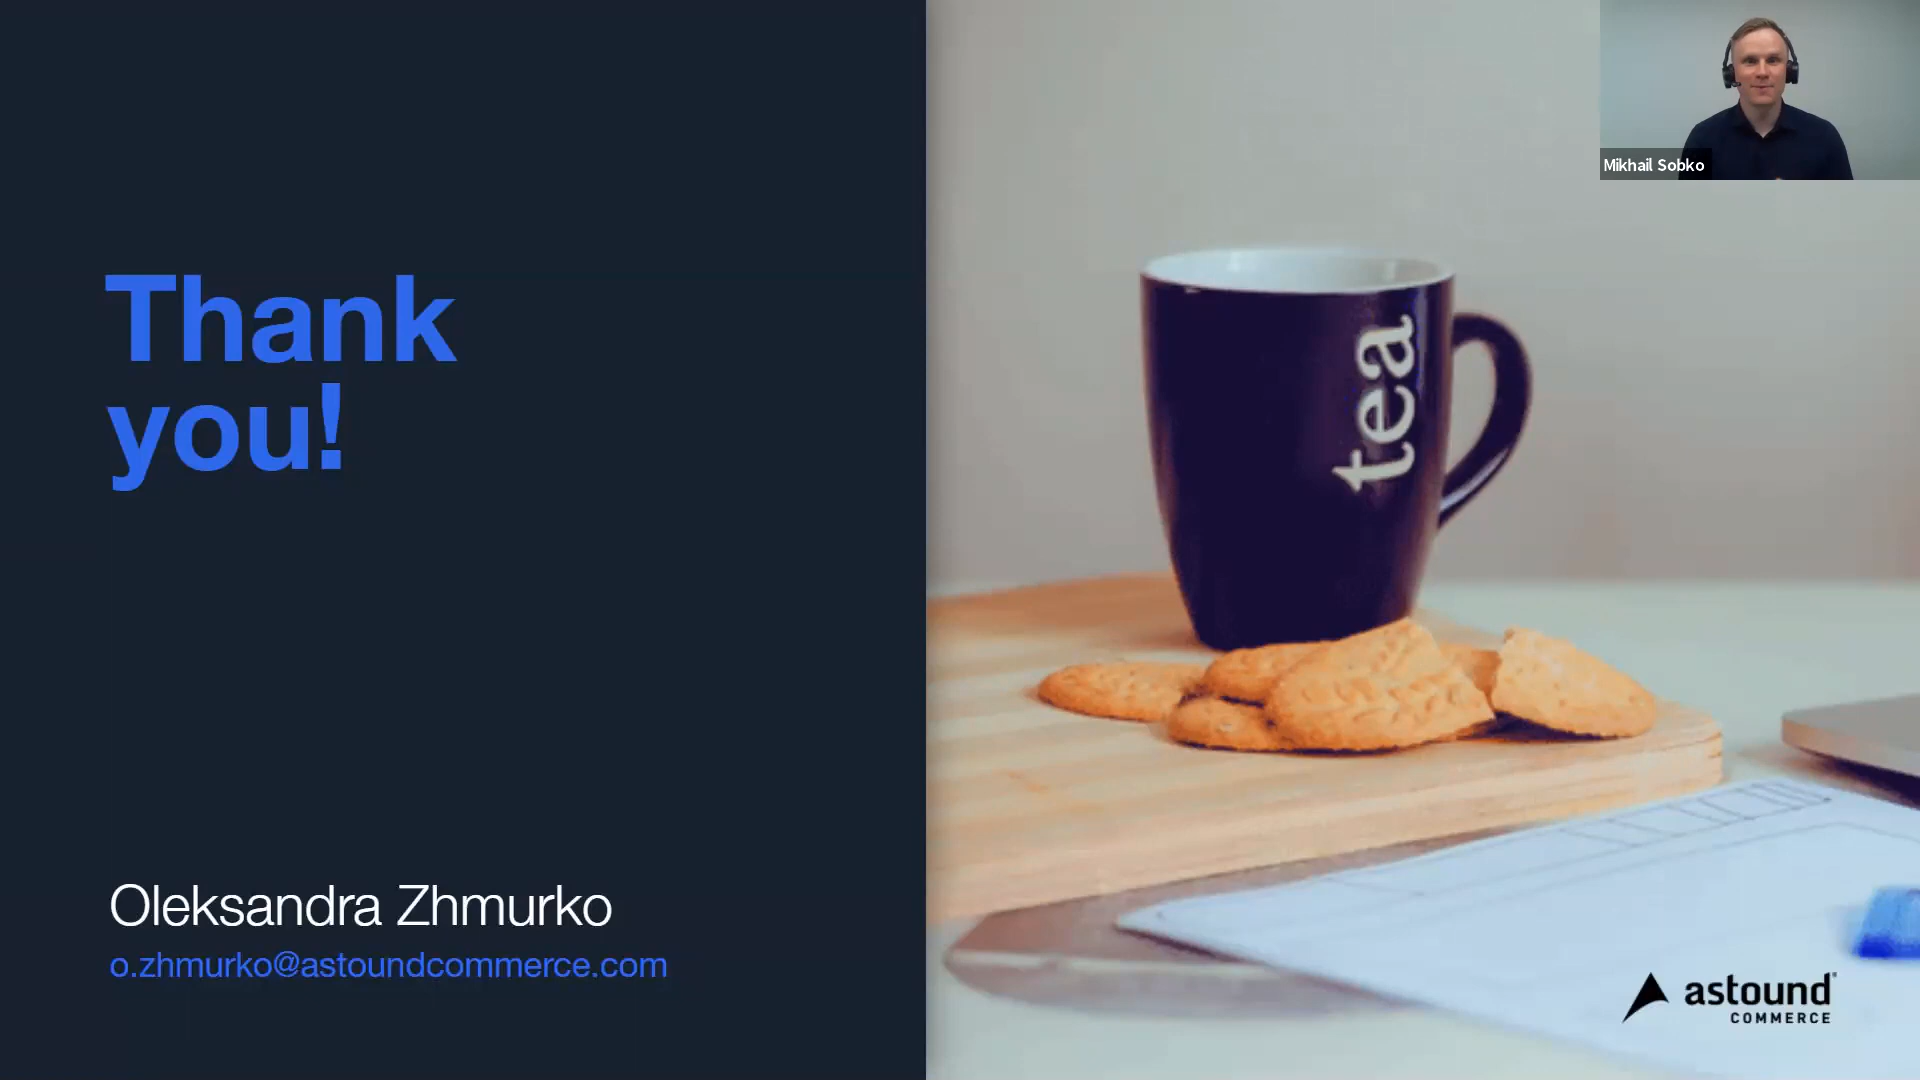 Mikhail Sobko
Thank
you!
tea
Oleksandra Zhmurko
o.zhmurko@astoundcommerce.com
astound
COMMERCE